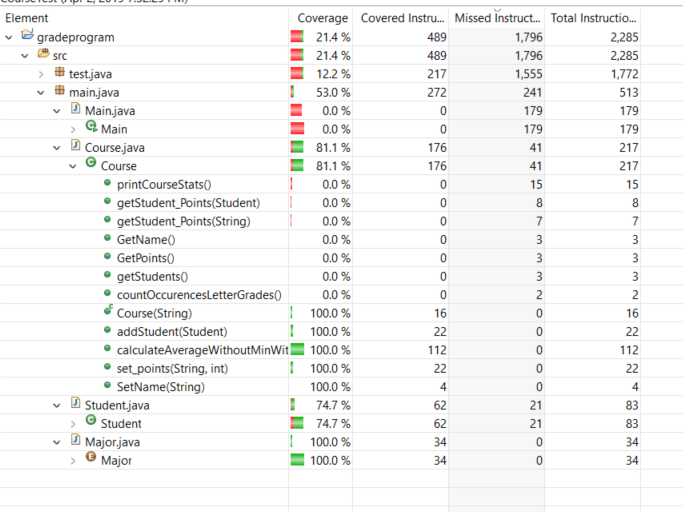 CourseTest (Apr 2, 2019 7:52:29 PM)
Element Coverage Covered Instru... Missed Instruct... Total Instructio...
gradeprogram 21.4 % 489 1,796 2,285
src 21.4 % 489 1,796 2,285
test.java 12.2 % 217 1,555 1,772
main.java 53.0 % 272 241 513
Main.java 0.0 % 0 179 179
Main 0.0 % 0 179 179
Course.java 81.1 % 176 41 217
Course 81.1 % 176 41 217
printCourseStats() 0.0 % 0 15 15
getStudent_Points(Student) 0.0 % 0 8 8
getStudent_Points(String) 0.0 % 0 7 7
GetName() 0.0 % 0 3 3
GetPoints() 0.0 % 0 3 3
getStudents() 0.0 % 0 3 3
countOccurencesLetterGrades() 0.0 % 0 2 2
Course(String) 100.0 % 16 0 16
addStudent(Student) 100.0 % 22 0 22
calculateAverageWithoutMinWit 100.0 % 112 0 112
set_points(String, int) 100.0 % 22 0 22
SetName(String) 100.0 % 4 0 4
Student.java 74.7 % 62 21 83
Student 74.7 % 62 21 83
Major.java 100.0 % 34 0 34
Major 100.0 % 34 0 34